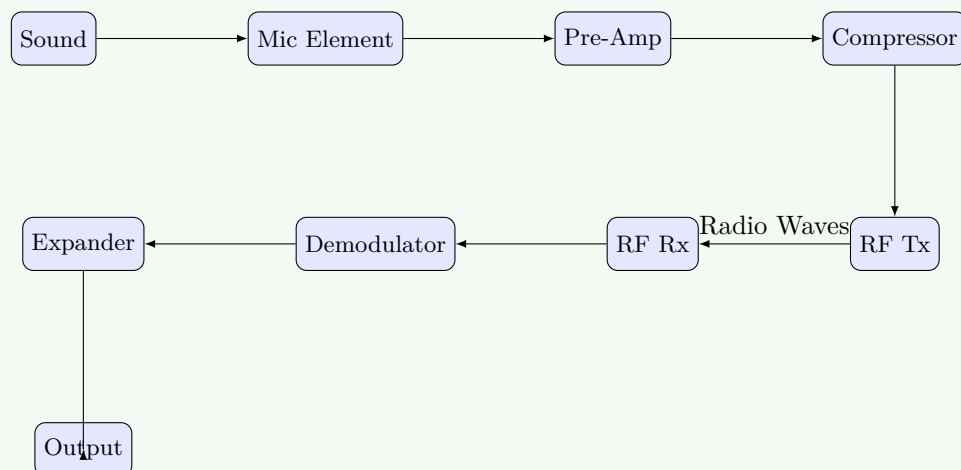 Sound
Mic Element
Pre-Amp
Compressor
Expander
Demodulator
RF Rx
Radio Waves
RF Tx
Output